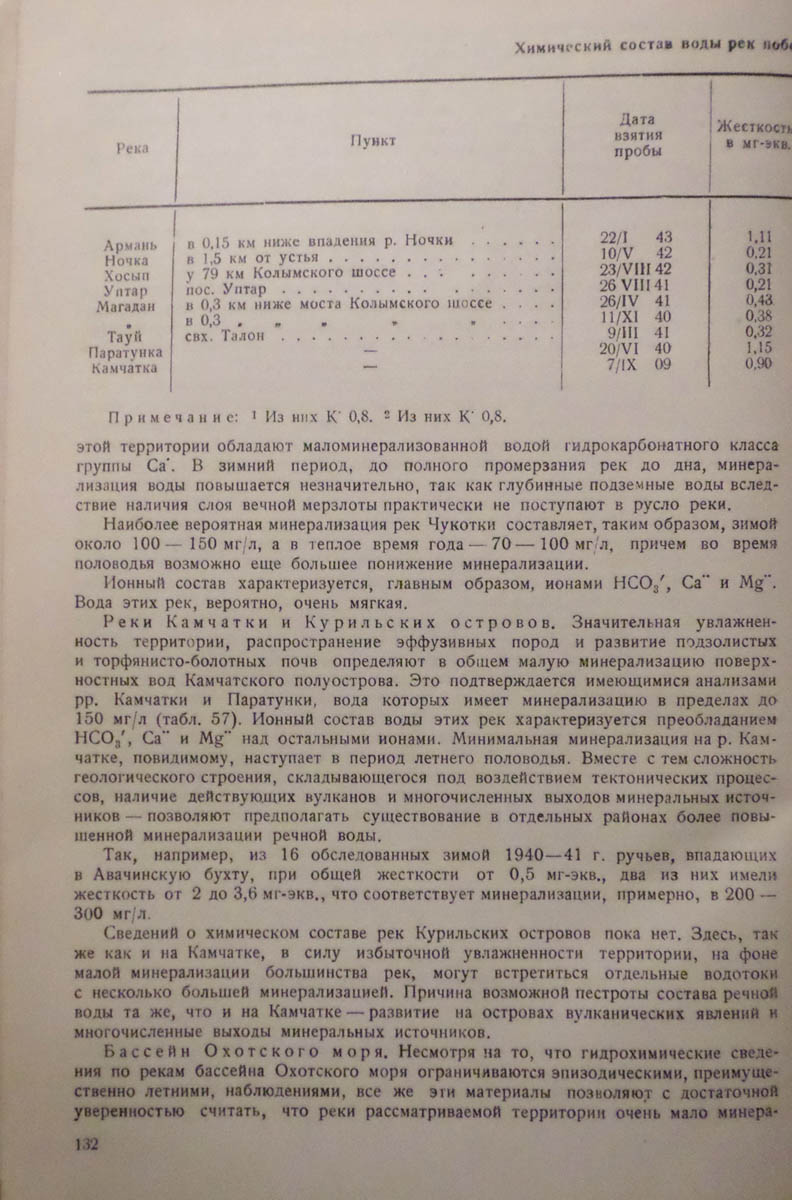 Химический состав воды рек побе
Река Пункт Дата взятия пробы Жесткость в мг-экв.
Армань в 0,15 км ниже впадения р. Ночки . . . . . . 22/I 43 1,11
Ночка в 1,5 км от устья . . . . . . . . . . . . . . . . 10/V 42 0,21
Хосып у 79 км Колымского шоссе . . . . . . . . . . 23/VIII 42 0,31
Уптар пос. Уптар . . . . . . . . . . . . . . . . . . 26 VIII 41 0,21
Магадан в 0,3 км ниже моста Колымского шоссе . . . . 26/IV 41 0,43
„ в 0,3 „ „ „ „ „ . . . . 11/XI 40 0,38
Тауй свх. Талон . . . . . . . . . . . . . . . . . . 9/III 41 0,32
Паратунка — 20/VI 40 1,15
Камчатка — 7/IX 09 0,90
Примечание: ¹ Из них К˙ 0,8. ² Из них К˙ 0,8.
этой территории обладают маломинерализованной водой гидрокарбонатного класса
группы Ca˙. В зимний период, до полного промерзания рек до дна, минера-
лизация воды повышается незначительно, так как глубинные подземные воды вслед-
ствие наличия слоя вечной мерзлоты практически не поступают в русло реки.
Наиболее вероятная минерализация рек Чукотки составляет, таким образом, зимой
около 100 — 150 мг/л, а в теплое время года — 70 — 100 мг/л, причем во время
половодья возможно еще большее понижение минерализации.
Ионный состав характеризуется, главным образом, ионами HCO₃′, Ca¨ и Mg¨.
Вода этих рек, вероятно, очень мягкая.
Реки Камчатки и Курильских островов. Значительная увлажнен-
ность территории, распространение эффузивных пород и развитие подзолистых
и торфянисто-болотных почв определяют в общем малую минерализацию поверх-
ностных вод Камчатского полуострова. Это подтверждается имеющимися анализами
рр. Камчатки и Паратунки, вода которых имеет минерализацию в пределах до
150 мг/л (табл. 57). Ионный состав воды этих рек характеризуется преобладанием
HCO₃′, Ca¨ и Mg¨ над остальными ионами. Минимальная минерализация на р. Кам-
чатке, повидимому, наступает в период летнего половодья. Вместе с тем сложность
геологического строения, складывающегося под воздействием тектонических процес-
сов, наличие действующих вулканов и многочисленных выходов минеральных источ-
ников — позволяют предполагать существование в отдельных районах более повы-
шенной минерализации речной воды.
Так, например, из 16 обследованных зимой 1940—41 г. ручьев, впадающих
в Авачинскую бухту, при общей жесткости от 0,5 мг-экв., два из них имели
жесткость от 2 до 3,6 мг-экв., что соответствует минерализации, примерно, в 200 —
300 мг/л.
Сведений о химическом составе рек Курильских островов пока нет. Здесь, так
же как и на Камчатке, в силу избыточной увлажненности территории, на фоне
малой минерализации большинства рек, могут встретиться отдельные водотоки
с несколько большей минерализацией. Причина возможной пестроты состава речной
воды та же, что и на Камчатке — развитие на островах вулканических явлений и
многочисленные выходы минеральных источников.
Бассейн Охотского моря. Несмотря на то, что гидрохимические сведе-
ния по рекам бассейна Охотского моря ограничиваются эпизодическими, преимуще-
ственно летними, наблюдениями, все же эти материалы позволяют с достаточной
уверенностью считать, что реки рассматриваемой территории очень мало минера-
132